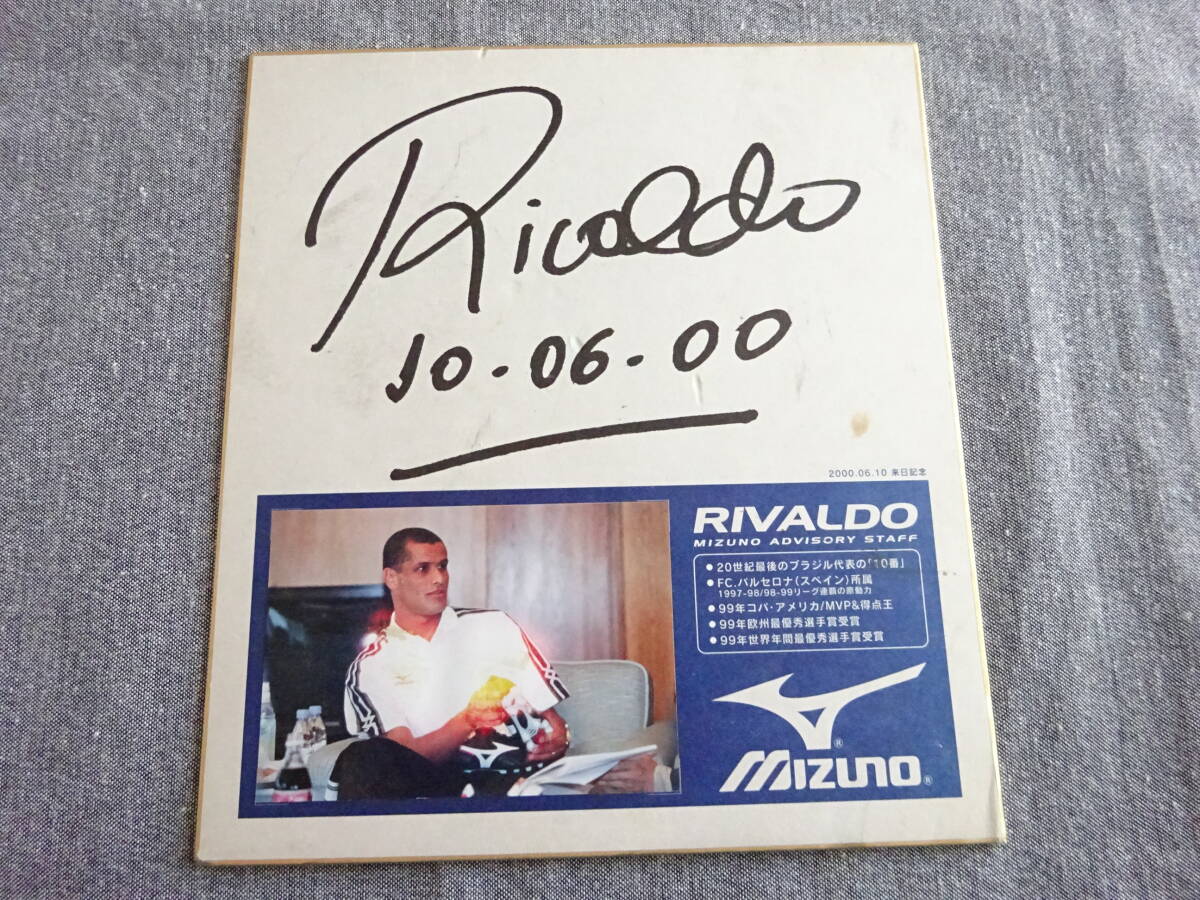 Rivaldo
10-06-00
2000.06.10 来日記念
RIVALDO
MIZUNO ADVISORY STAFF
● 20世紀最後のブラジル代表の「10番」
● FC.バルセロナ(スペイン)所属
1997-98/98-99リーグ連覇の原動力
● 99年コパ・アメリカ/MVP&得点王
● 99年欧州最優秀選手賞受賞
● 99年世界年間最優秀選手賞受賞
MIZUNO